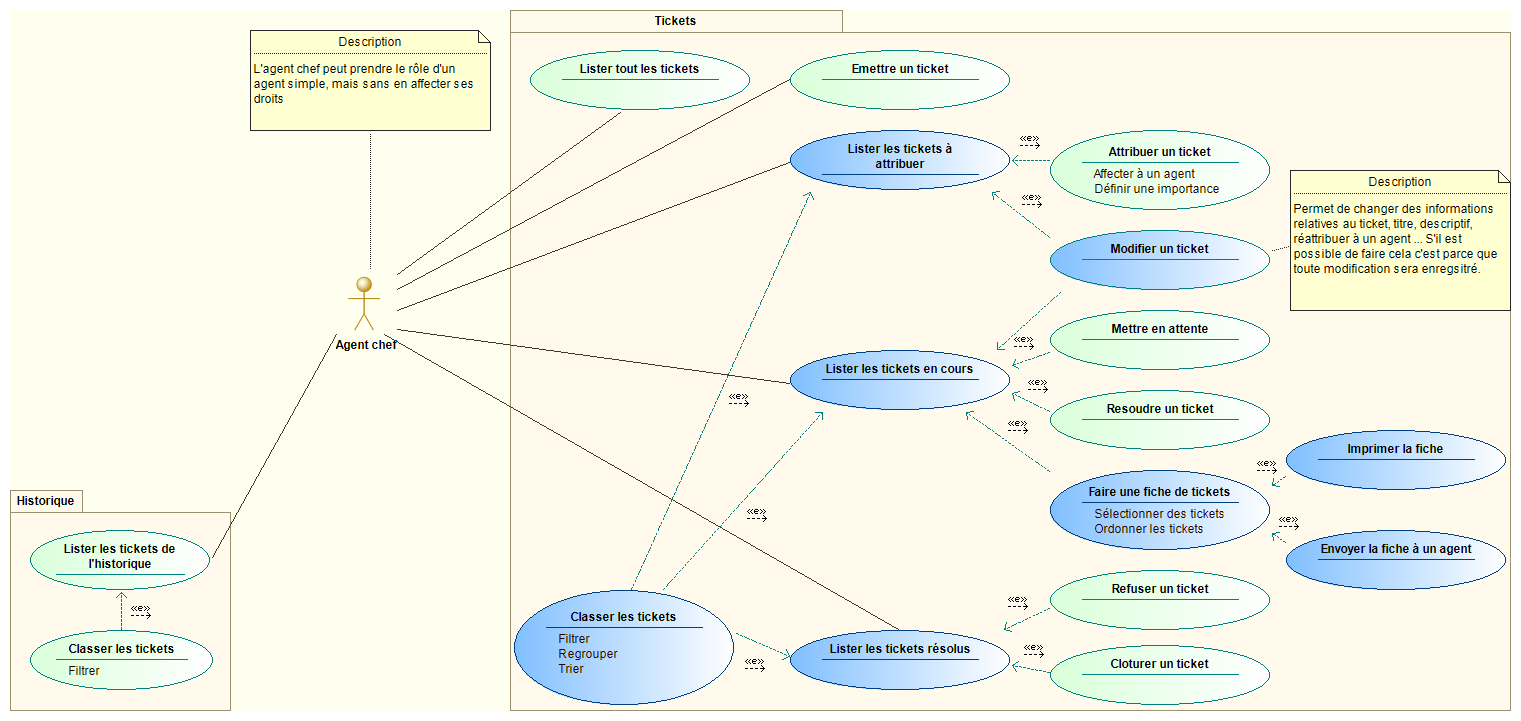 Tickets
Description
L'agent chef peut prendre le rôle d'un
agent simple, mais sans en affecter ses
droits
Lister tout les tickets
Emettre un ticket
Lister les tickets à
attribuer
«e»
Attribuer un ticket
Affecter à un agent
Définir une importance
«e»
Description
Permet de changer des informations
relatives au ticket, titre, descriptif,
réattribuer à un agent ... S'il est
possible de faire cela c'est parce que
toute modification sera enregsitré.
Modifier un ticket
Agent chef
Mettre en attente
«e»
Lister les tickets en cours
«e»
«e»
Resoudre un ticket
«e»
Imprimer la fiche
«e»
Faire une fiche de tickets
Sélectionner des tickets
Ordonner les tickets
«e»
«e»
Envoyer la fiche à un agent
Historique
Lister les tickets de
l'historique
«e»
Classer les tickets
Filtrer
Classer les tickets
Filtrer
Regrouper
Trier
«e»
Refuser un ticket
«e»
Lister les tickets résolus
«e»
Cloturer un ticket